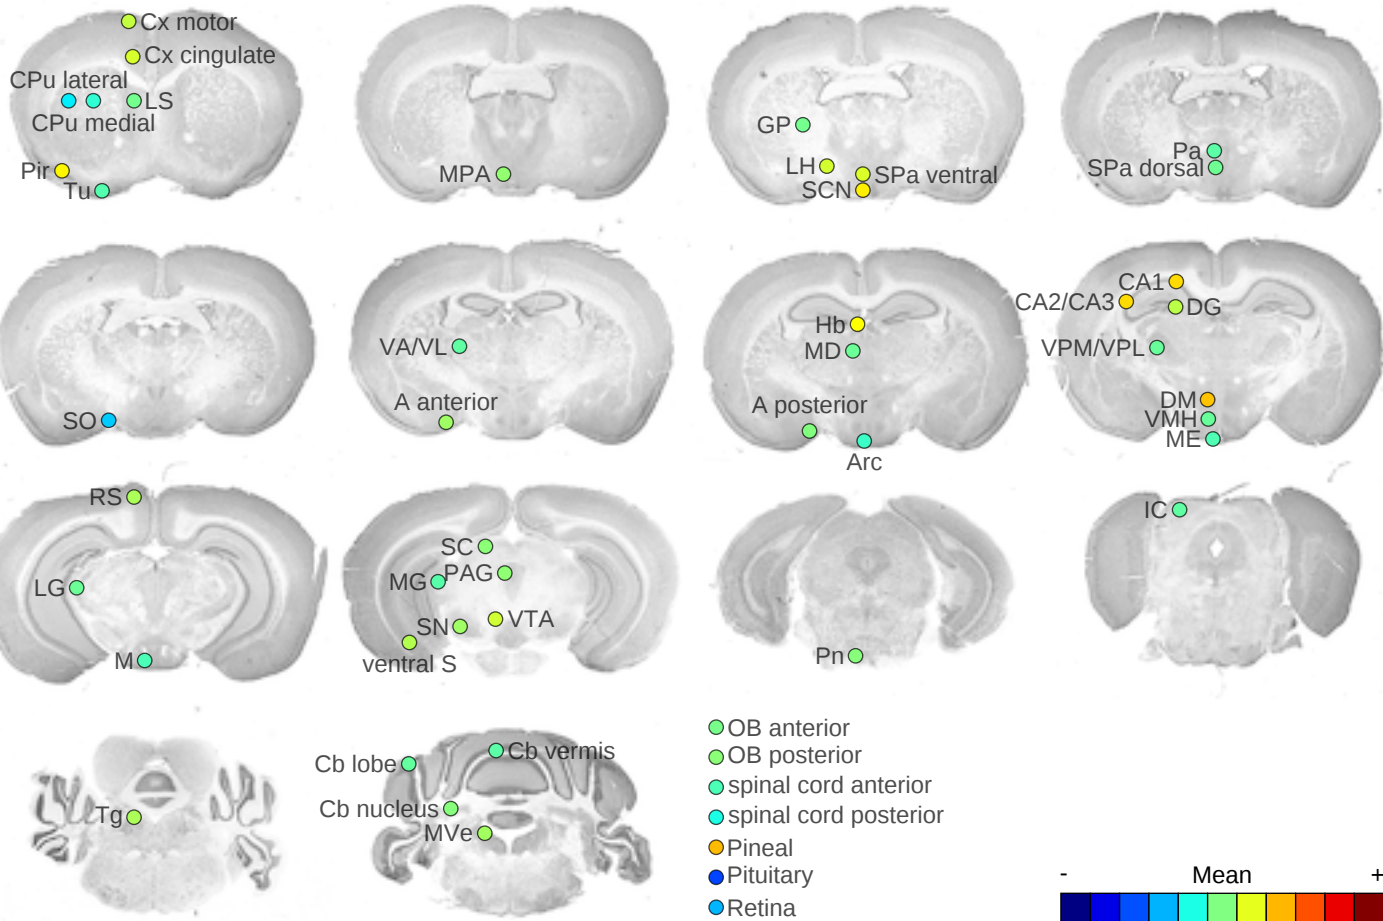 Cx motor
Cx cingulate
CPu lateral
LS
CPu medial
Pir
Tu
MPA
GP
LH
SPa ventral
SCN
Pa
SPa dorsal
SO
VA/VL
A anterior
Hb
MD
A posterior
Arc
CA1
CA2/CA3
DG
VPM/VPL
DM
VMH
ME
RS
LG
M
SC
PAG
MG
VTA
SN
ventral S
Pn
IC
Tg
Cb lobe
Cb vermis
Cb nucleus
MVe
OB anterior
OB posterior
spinal cord anterior
spinal cord posterior
Pineal
Pituitary
Retina
- Mean +